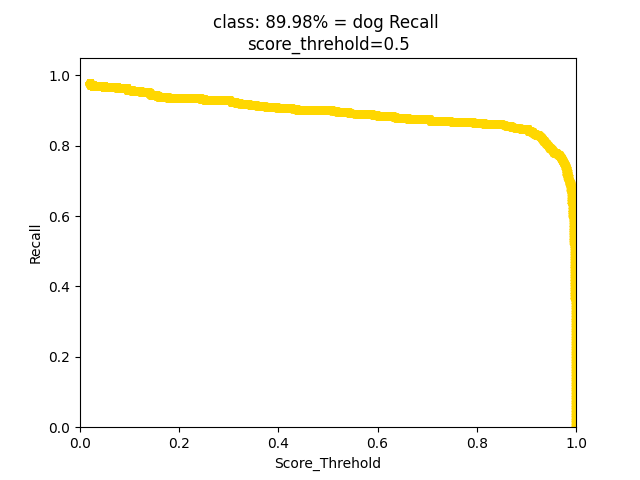 class: 89.98% = dog Recall
score_threhold=0.5
1.0
0.8
0.6
0.4
0.2
0.0
Recall
0.0 0.2 0.4 0.6 0.8 1.0
Score_Threhold